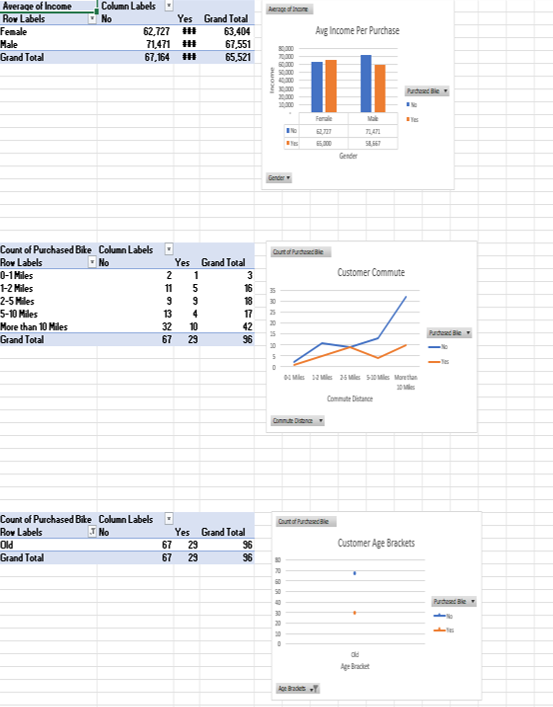 Average of Income Column Labels
Row Labels No Yes Grand Total
Female 62,727 ### 63,404
Male 71,471 ### 67,551
Grand Total 67,164 ### 65,521
Average of Income
Avg Income Per Purchase
80,000
70,000
60,000
50,000
40,000
30,000
20,000
10,000
-
Income
Female Male
No 62,727 71,471
Yes 65,000 58,667
Gender
Purchased Bike
No
Yes
Gender
Count of Purchased Bike Column Labels
Row Labels No Yes Grand Total
0-1 Miles 2 1 3
1-2 Miles 11 5 16
2-5 Miles 9 9 18
5-10 Miles 13 4 17
More than 10 Miles 32 10 42
Grand Total 67 29 96
Count of Purchased Bike
Customer Commute
35
30
25
20
15
10
5
0
0-1 Miles 1-2 Miles 2-5 Miles 5-10 Miles More than
10 Miles
Commute Distance
Purchased Bike
No
Yes
Commute Distance
Count of Purchased Bike Column Labels
Row Labels No Yes Grand Total
Old 67 29 96
Grand Total 67 29 96
Count of Purchased Bike
Customer Age Brackets
80
70
60
50
40
30
20
10
0
Old
Age Bracket
Purchased Bike
No
Yes
Age Brackets